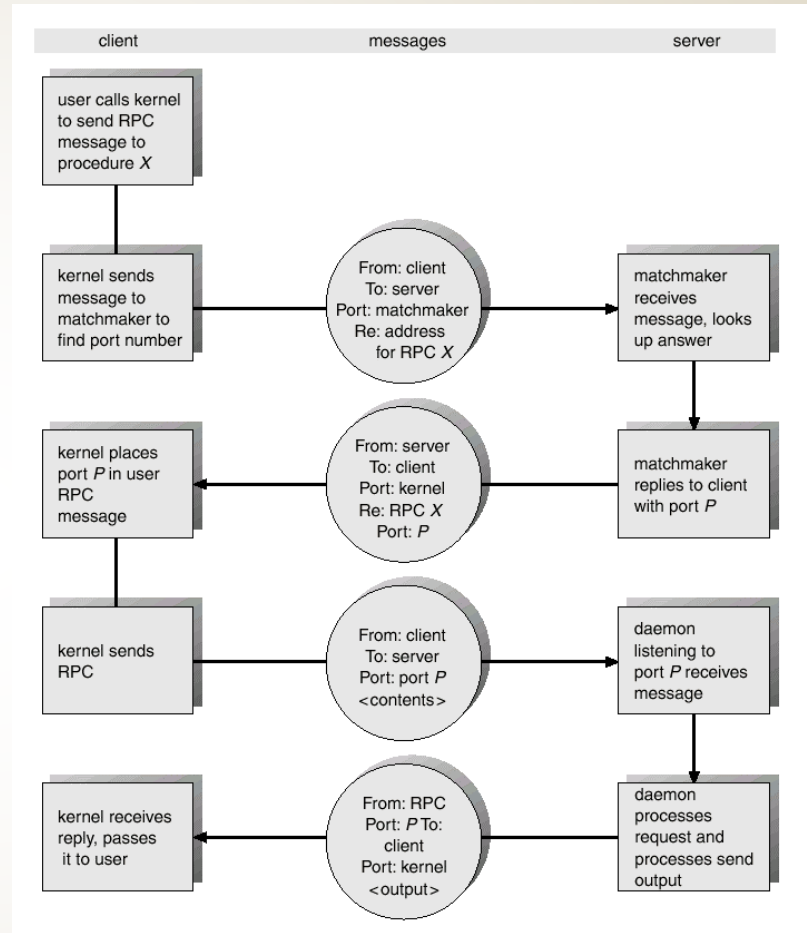 client messages server
user calls kernel
to send RPC
message to
procedure X
kernel sends
message to
matchmaker to
find port number
From: client
To: server
Port: matchmaker
Re: address
for RPC X
matchmaker
receives
message, looks
up answer
kernel places
port P in user
RPC
message
From: server
To: client
Port: kernel
Re: RPC X
Port: P
matchmaker
replies to client
with port P
kernel sends
RPC
From: client
To: server
Port: port P
<contents>
daemon
listening to
port P receives
message
kernel receives
reply, passes
it to user
From: RPC
Port: P To:
client
Port: kernel
<output>
daemon
processes
request and
processes send
output